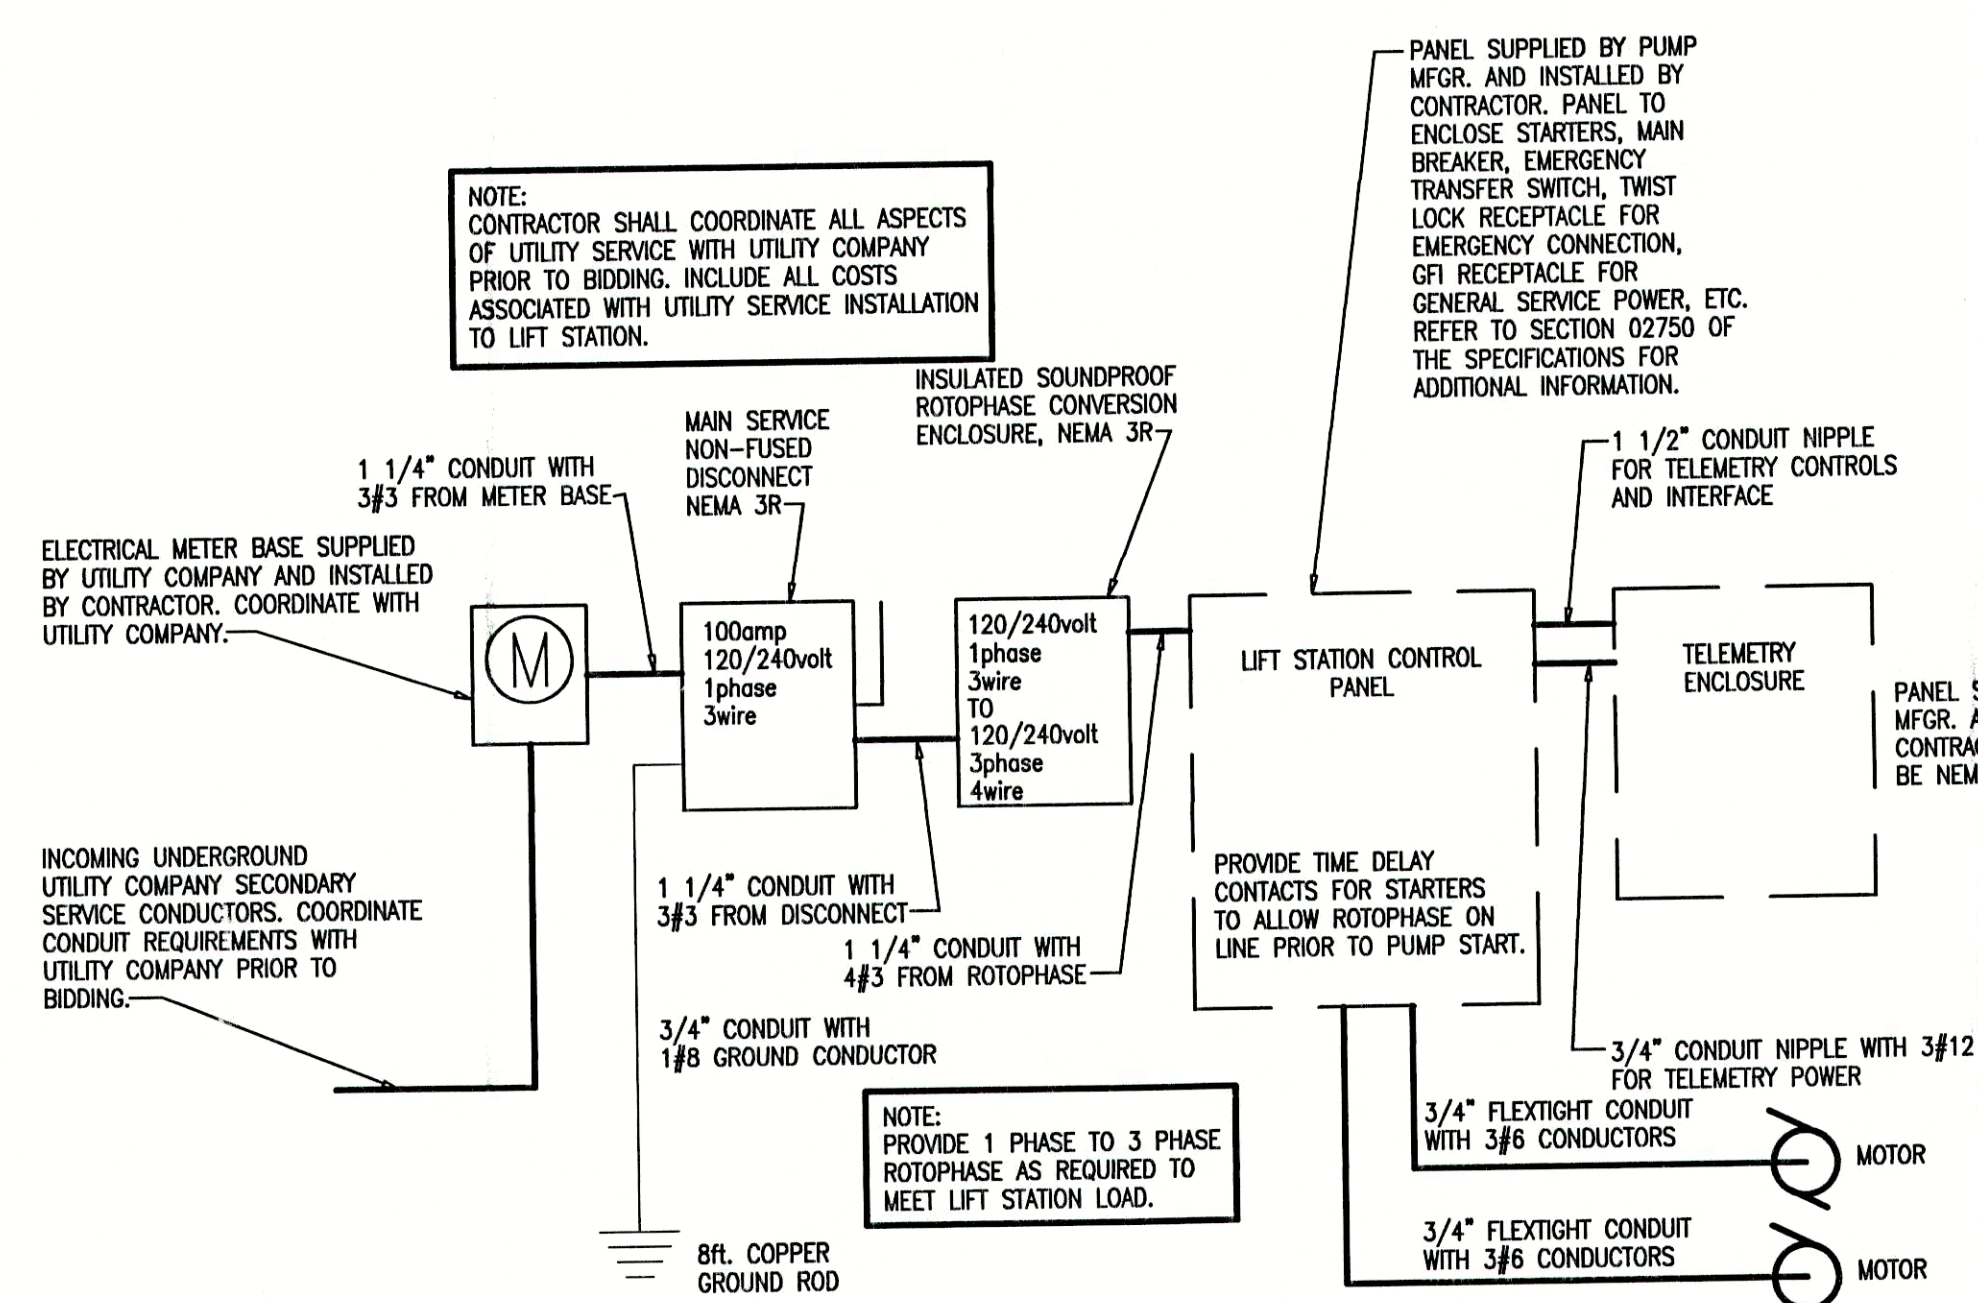 PANEL SUPPLIED BY PUMP
MFGR. AND INSTALLED BY
CONTRACTOR. PANEL TO
ENCLOSE STARTERS, MAIN
BREAKER, EMERGENCY
TRANSFER SWITCH, TWIST
LOCK RECEPTACLE FOR
EMERGENCY CONNECTION,
GFI RECEPTACLE FOR
GENERAL SERVICE POWER, ETC.
REFER TO SECTION 02750 OF
THE SPECIFICATIONS FOR
ADDITIONAL INFORMATION.
NOTE:
CONTRACTOR SHALL COORDINATE ALL ASPECTS
OF UTILITY SERVICE WITH UTILITY COMPANY
PRIOR TO BIDDING. INCLUDE ALL COSTS
ASSOCIATED WITH UTILITY SERVICE INSTALLATION
TO LIFT STATION.
INSULATED SOUNDPROOF
ROTOPHASE CONVERSION
ENCLOSURE, NEMA 3R
MAIN SERVICE
NON-FUSED
DISCONNECT
NEMA 3R
1 1/4" CONDUIT WITH
3#3 FROM METER BASE
1 1/2" CONDUIT NIPPLE
FOR TELEMETRY CONTROLS
AND INTERFACE
ELECTRICAL METER BASE SUPPLIED
BY UTILITY COMPANY AND INSTALLED
BY CONTRACTOR. COORDINATE WITH
UTILITY COMPANY.
M
100amp
120/240volt
1phase
3wire
120/240volt
1phase
3wire
TO
120/240volt
3phase
4wire
LIFT STATION CONTROL
PANEL
TELEMETRY
ENCLOSURE
PANEL
MFGR.
CONTRA
BE NEM
PROVIDE TIME DELAY
CONTACTS FOR STARTERS
TO ALLOW ROTOPHASE ON
LINE PRIOR TO PUMP START.
INCOMING UNDERGROUND
UTILITY COMPANY SECONDARY
SERVICE CONDUCTORS. COORDINATE
CONDUIT REQUIREMENTS WITH
UTILITY COMPANY PRIOR TO
BIDDING.
1 1/4" CONDUIT WITH
3#3 FROM DISCONNECT
1 1/4" CONDUIT WITH
4#3 FROM ROTOPHASE
3/4" CONDUIT WITH
1#8 GROUND CONDUCTOR
3/4" CONDUIT NIPPLE WITH 3#12
FOR TELEMETRY POWER
NOTE:
PROVIDE 1 PHASE TO 3 PHASE
ROTOPHASE AS REQUIRED TO
MEET LIFT STATION LOAD.
3/4" FLEXTIGHT CONDUIT
WITH 3#6 CONDUCTORS
MOTOR
3/4" FLEXTIGHT CONDUIT
WITH 3#6 CONDUCTORS
MOTOR
8ft. COPPER
GROUND ROD